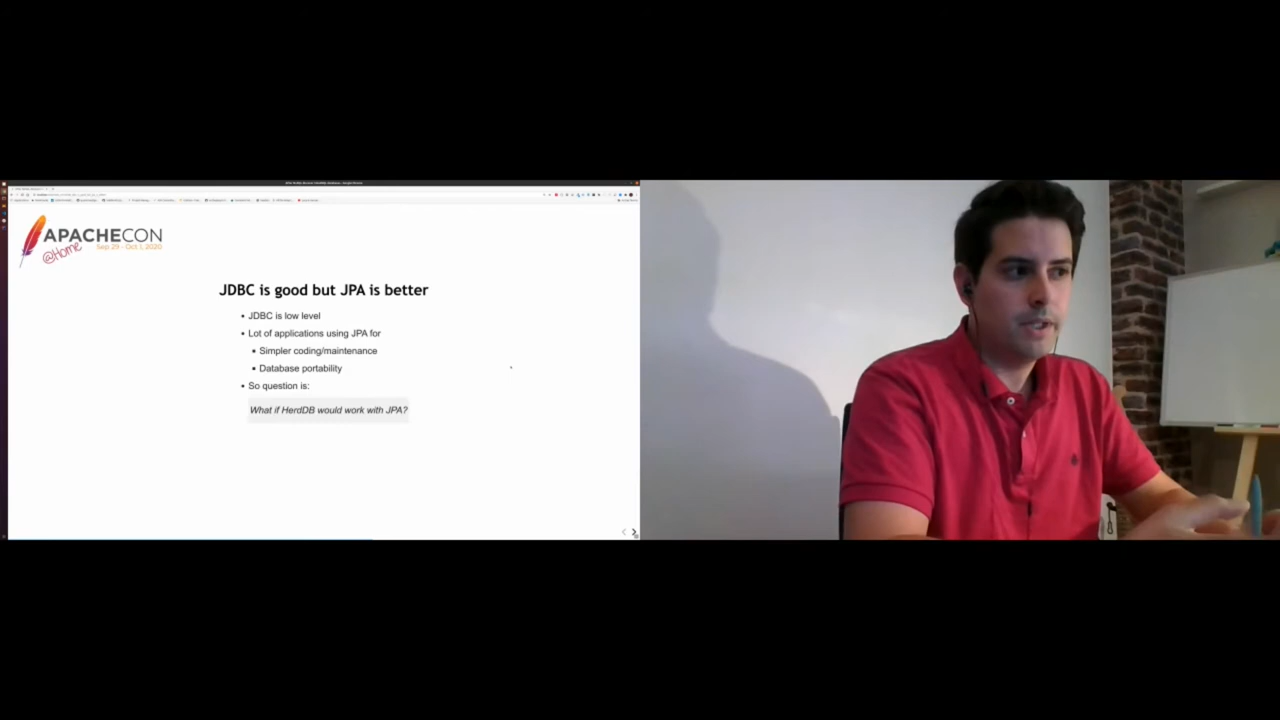 APACHECON
@Home
Sep 29 - Oct 1, 2020
JDBC is good but JPA is better
• JDBC is low level
• Lot of applications using JPA for
• Simpler coding/maintenance
• Database portability
• So question is:
What if HerdDB would work with JPA?